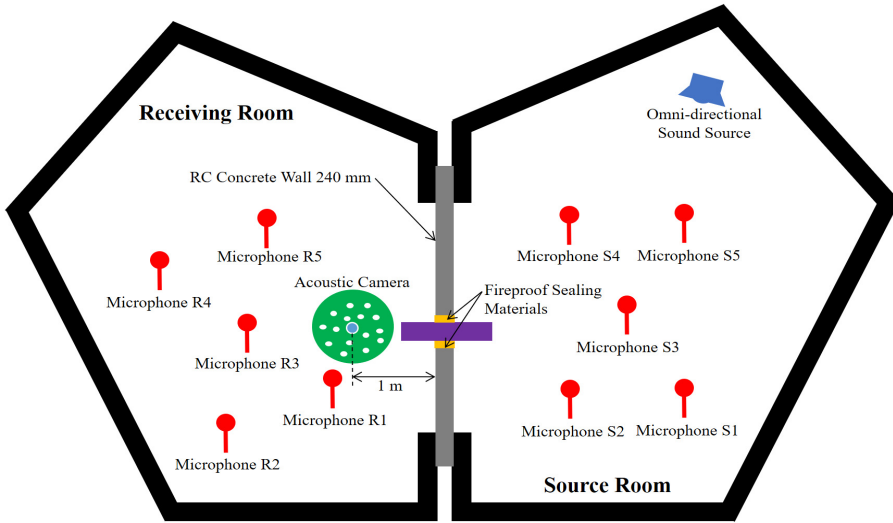 Receiving Room
Omni-directional
Sound Source
RC Concrete Wall 240 mm
Microphone R5
Microphone S4
Microphone S5
Acoustic Camera
Microphone R4
Fireproof Sealing
Materials
Microphone R3
Microphone S3
1 m
Microphone R1
Microphone S2
Microphone S1
Microphone R2
Source Room